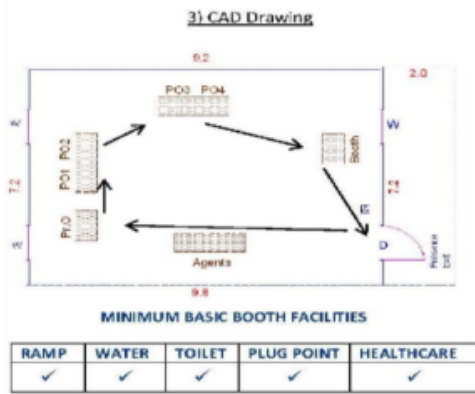 3) CAD Drawing
9.2
2.0
PO3 PO4
W
Booth
PO1 PO2
7.2
7.2
Pr.O
D
Agents
Exit
9.8
MINIMUM BASIC BOOTH FACILITIES
RAMP WATER TOILET PLUG POINT HEALTHCARE
✓ ✓ ✓ ✓ ✓